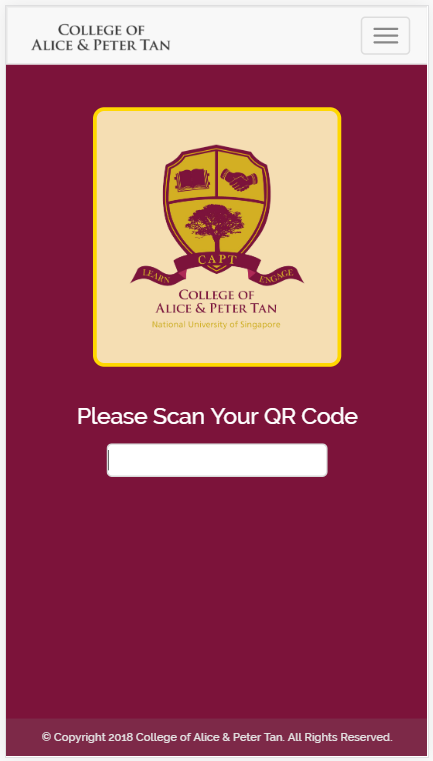 College of
Alice & Peter Tan
CAPT
LEARN
ENGAGE
College of
Alice & Peter Tan
National University of Singapore
Please Scan Your QR Code
© Copyright 2018 College of Alice & Peter Tan. All Rights Reserved.